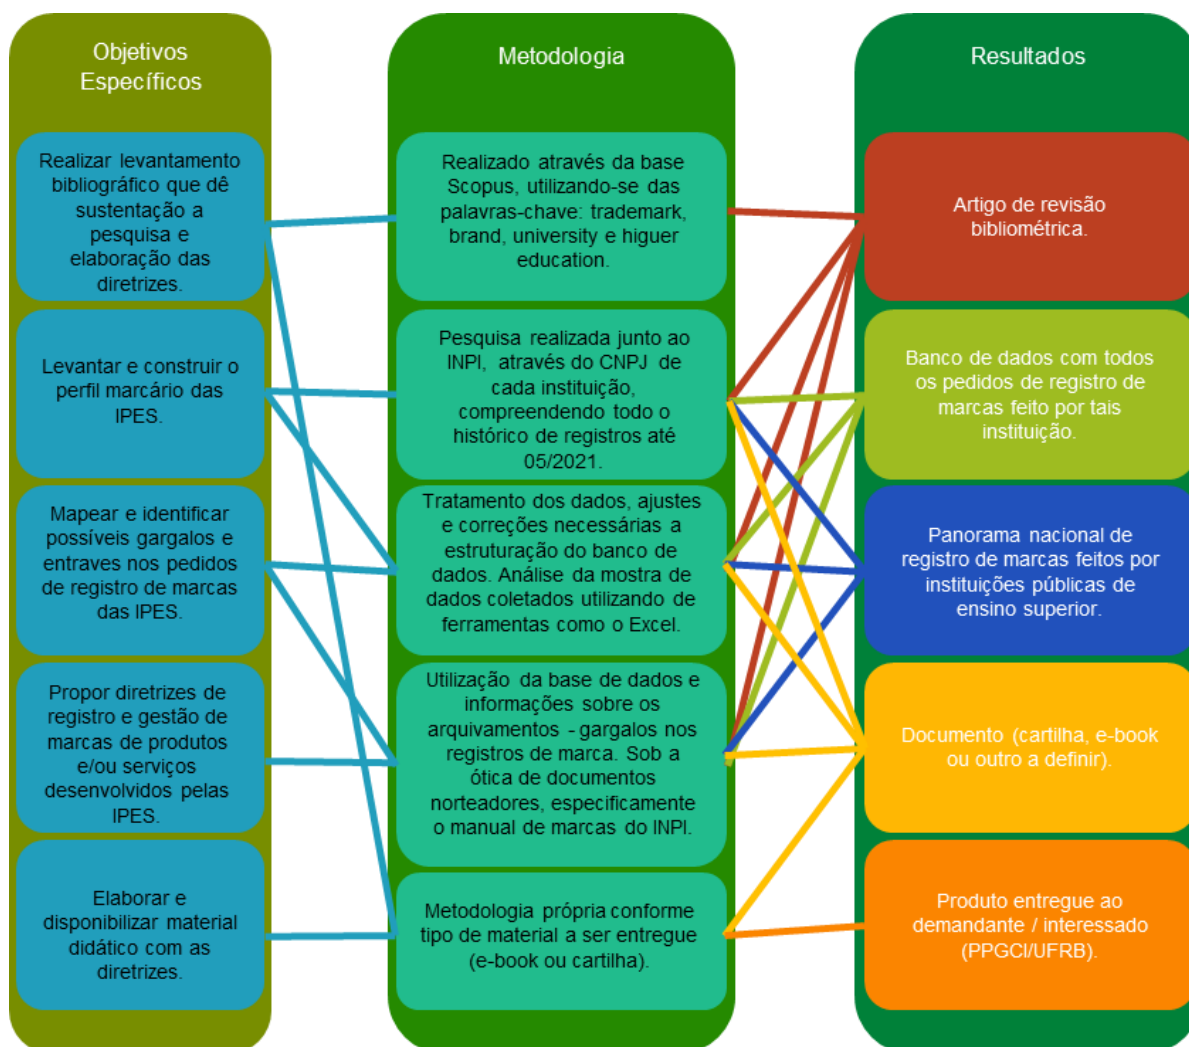 Objetivos
Específicos
Realizar levantamento
bibliográfico que dê
sustentação a
pesquisa e
elaboração das
diretrizes.
Levantar e construir o
perfil marcário das
IPES.
Mapear e identificar
possíveis gargalos e
entraves nos pedidos
de registro de marcas
das IPES.
Propor diretrizes de
registro e gestão de
marcas de produtos
e/ou serviços
desenvolvidos pelas
IPES.
Elaborar e
disponibilizar material
didático com as
diretrizes.
Metodologia
Realizado através da base
Scopus, utilizando-se das
palavras-chave: trademark,
brand, university e higuer
education.
Pesquisa realizada junto ao
INPI, através do CNPJ de
cada instituição,
compreendendo todo o
histórico de registros até
05/2021.
Tratamento dos dados, ajustes
e correções necessárias a
estruturação do banco de
dados. Análise da mostra de
dados coletados utilizando de
ferramentas como o Excel.
Utilização da base de dados e
informações sobre os
arquivamentos - gargalos nos
registros de marca. Sob a
ótica de documentos
norteadores, especificamente
o manual de marcas do INPI.
Metodologia própria conforme
tipo de material a ser entregue
(e-book ou cartilha).
Resultados
Artigo de revisão
bibliométrica.
Banco de dados com todos
os pedidos de registro de
marcas feito por tais
instituição.
Panorama nacional de
registro de marcas feitos por
instituições públicas de
ensino superior.
Documento (cartilha, e-book
ou outro a definir).
Produto entregue ao
demandante / interessado
(PPGCI/UFRB).